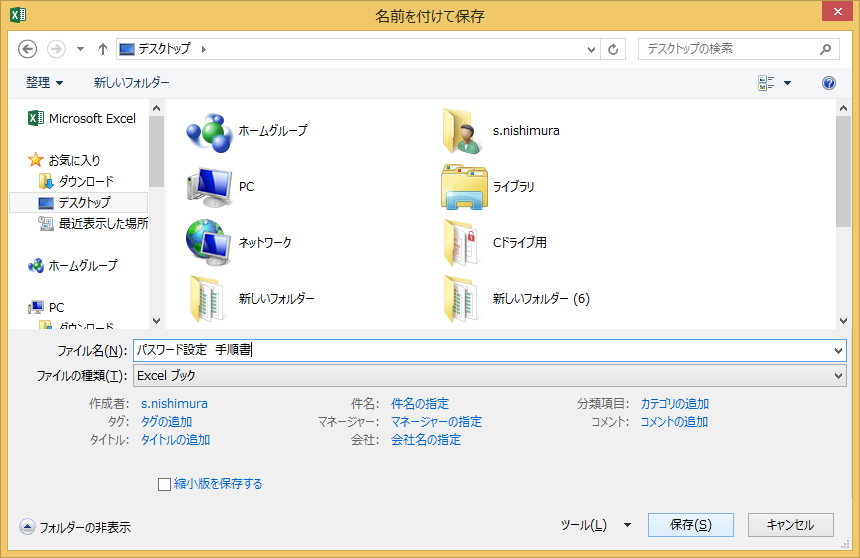 名前を付けて保存
デスクトップ
デスクトップの検索
整理
新しいフォルダー
Microsoft Excel
お気に入り
ダウンロード
デスクトップ
最近表示した場所
ホームグループ
PC
ダウンロード
ホームグループ
s.nishimura
PC
ライブラリ
ネットワーク
Cドライブ用
新しいフォルダー
新しいフォルダー (6)
ファイル名(N): パスワード設定 手順書
ファイルの種類(T): Excel ブック
作成者: s.nishimura
件名: 件名の指定
分類項目: カテゴリの追加
タグ: タグの追加
マネージャー: マネージャーの指定
コメント: コメントの追加
タイトル: タイトルの追加
会社: 会社名の指定
縮小版を保存する
フォルダーの非表示
ツール(L)
保存(S)
キャンセル